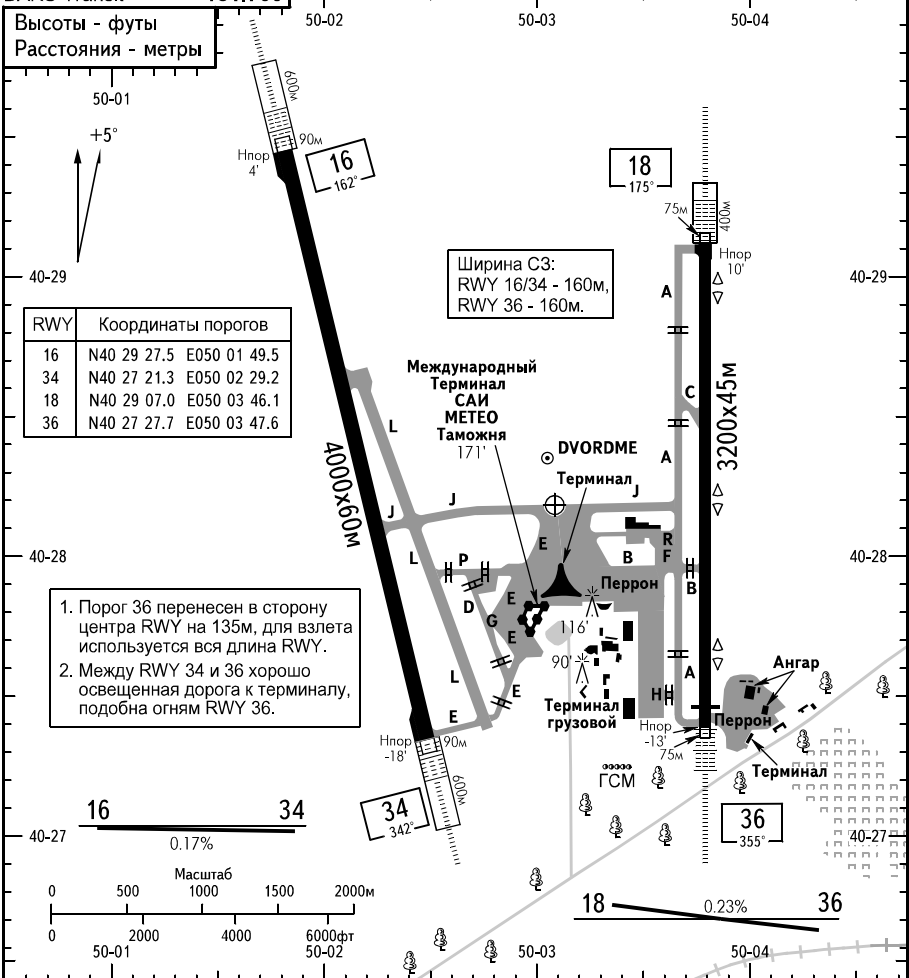 50-02
50-03
50-04
Высоты - футы
Расстояния - метры
50-01
+5°
600м
90м
Нпор
4'
16
162°
18
175°
75м
400м
Нпор
10'
40-29
40-29
Ширина СЗ:
RWY 16/34 - 160м,
RWY 36 - 160м.
A
RWY Координаты порогов
16 N40 29 27.5 E050 01 49.5
34 N40 27 21.3 E050 02 29.2
18 N40 29 07.0 E050 03 46.1
36 N40 27 27.7 E050 03 47.6
Международный
Терминал
САИ
МЕТЕО
Таможня
171'
C
L
A
3200x45м
4000x60м
DVORDME
Терминал
J
J
J
E
R
F
40-28
40-28
L
P
B
B
Перрон
D
E
G
E
116'
90'
1. Порог 36 перенесен в сторону
центра RWY на 135м, для взлета
используется вся длина RWY.
2. Между RWY 34 и 36 хорошо
освещенная дорога к терминалу,
подобна огням RWY 36.
L
E
E
A
H
Ангар
Перрон
Терминал
грузовой
Нпор
-13'
75м
Нпор
-18'
90м
600м
ГСМ
Терминал
34
342°
36
355°
16 34
0.17%
40-27
40-27
Масштаб
0 500 1000 1500 2000м
0 2000 4000 6000фт
18 0.23% 36
50-01
50-02
50-03
50-04